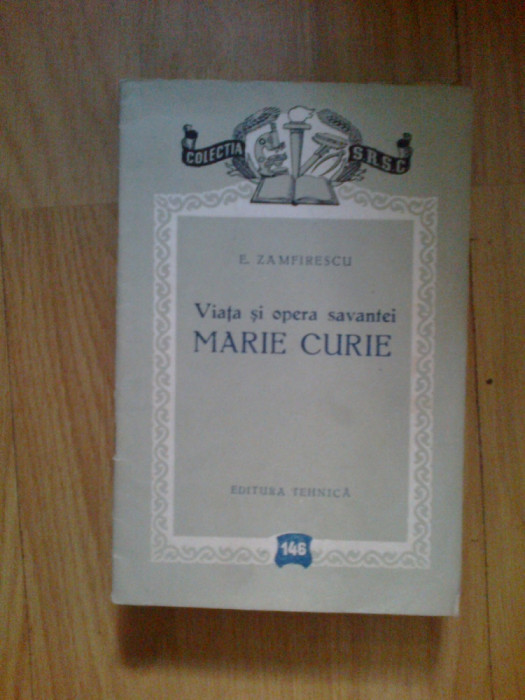 COLECȚIA S.R.S.C.
E. ZAMFIRESCU
Viața și opera savantei
MARIE CURIE
EDITURA TEHNICĂ
146